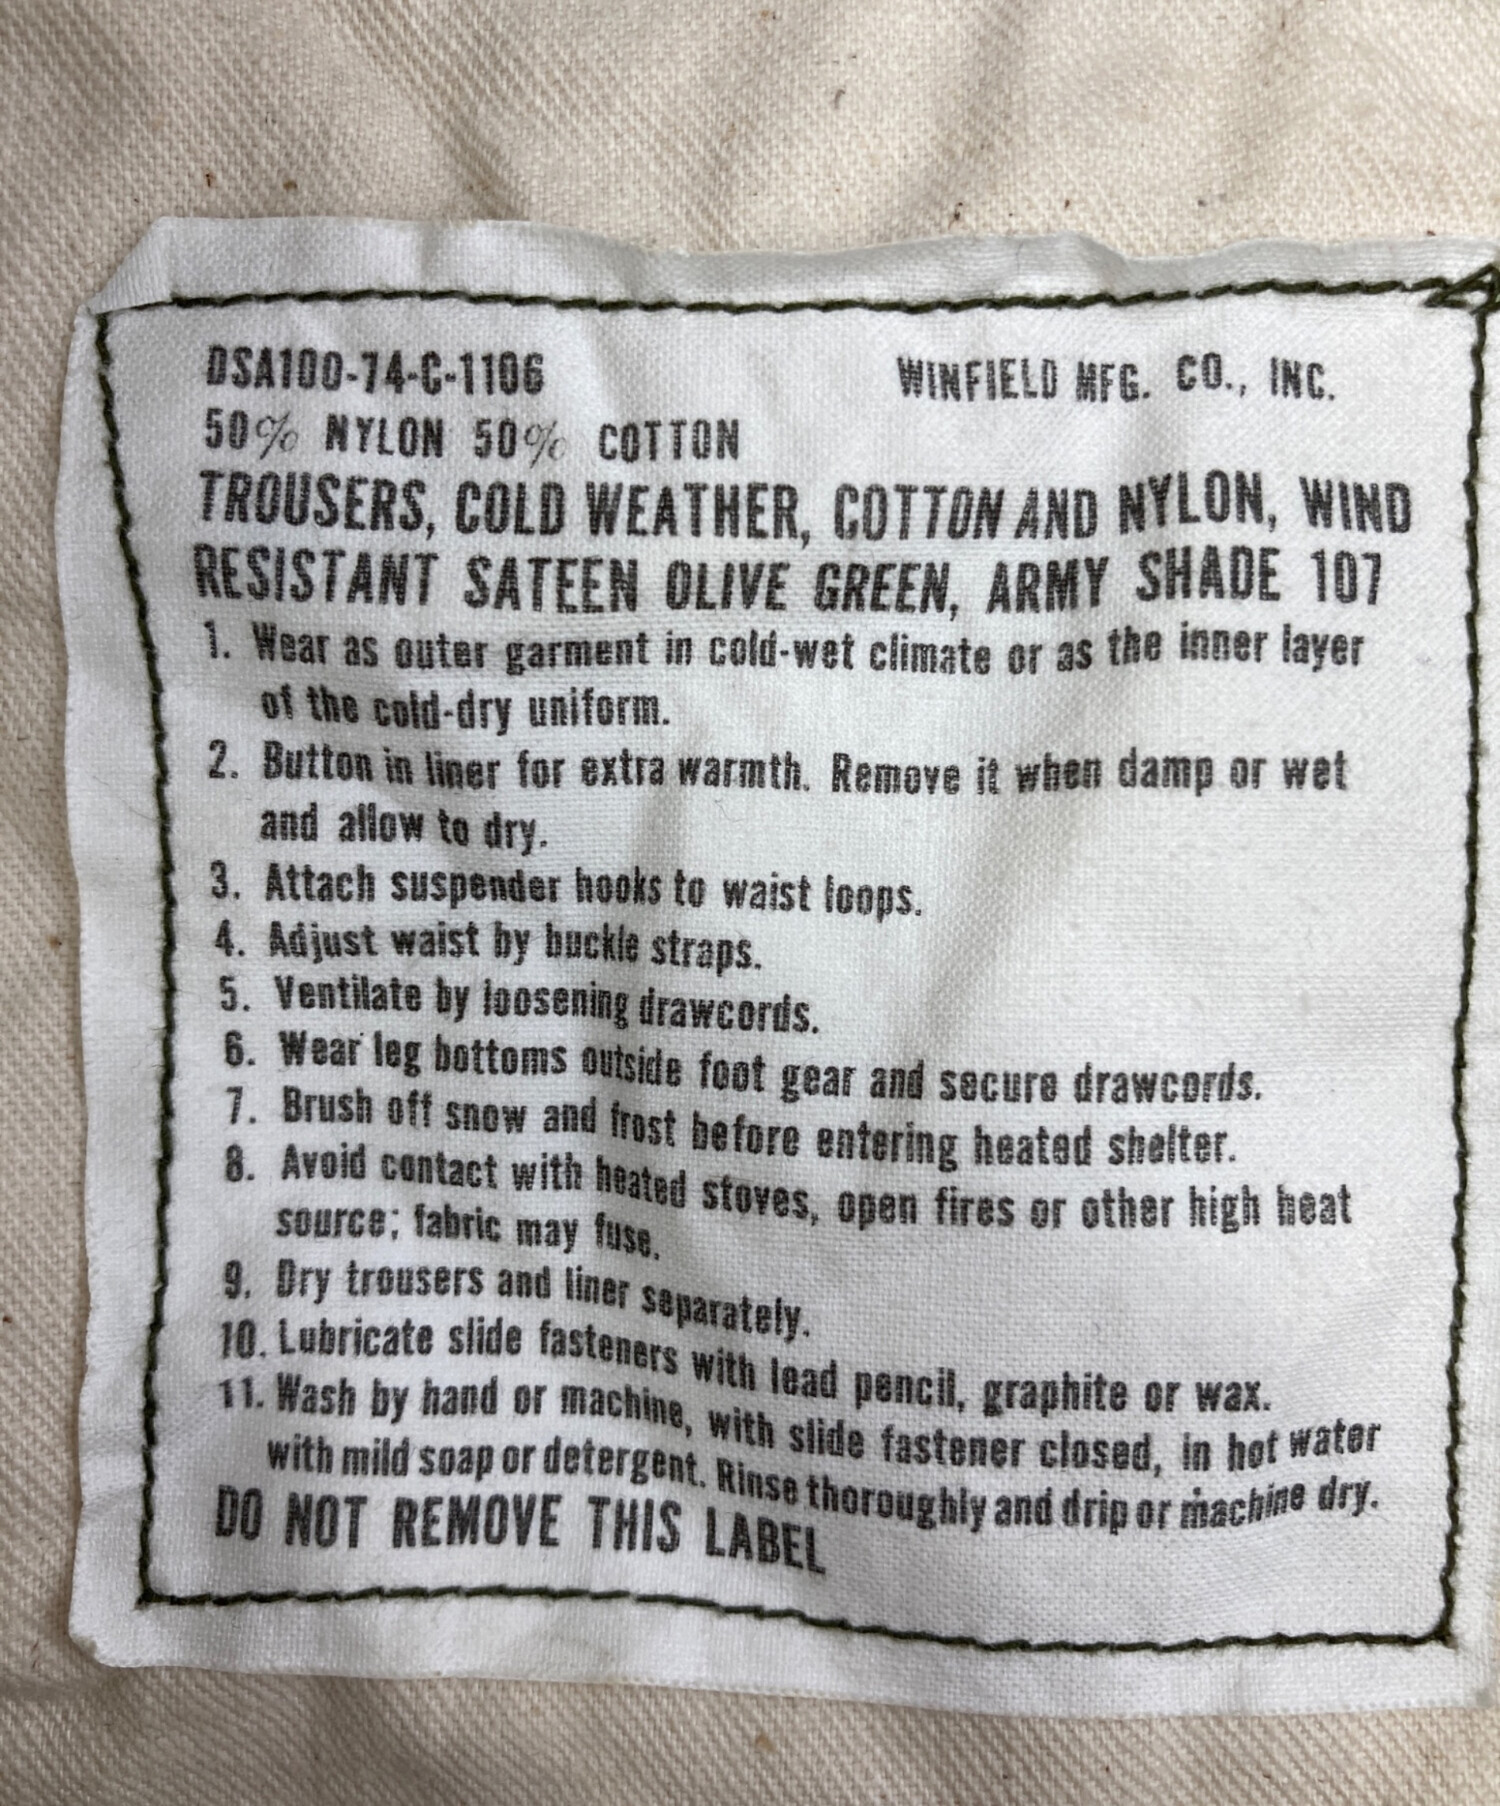 DSA100-74-C-1106 WINFIELD MFG. CO., INC.
50% NYLON 50% COTTON
TROUSERS, COLD WEATHER, COTTON AND NYLON, WIND
RESISTANT SATEEN OLIVE GREEN, ARMY SHADE 107
1. Wear as outer garment in cold-wet climate or as the inner layer
of the cold-dry uniform.
2. Button in liner for extra warmth. Remove it when damp or wet
and allow to dry.
3. Attach suspender hooks to waist loops.
4. Adjust waist by buckle straps.
5. Ventilate by loosening drawcords.
6. Wear leg bottoms outside foot gear and secure drawcords.
7. Brush off snow and frost before entering heated shelter.
8. Avoid contact with heated stoves, open fires or other high heat
source; fabric may fuse.
9. Dry trousers and liner separately.
10. Lubricate slide fasteners with lead pencil, graphite or wax.
11. Wash by hand or machine, with slide fastener closed, in hot water
with mild soap or detergent. Rinse thoroughly and drip or machine dry.
DO NOT REMOVE THIS LABEL